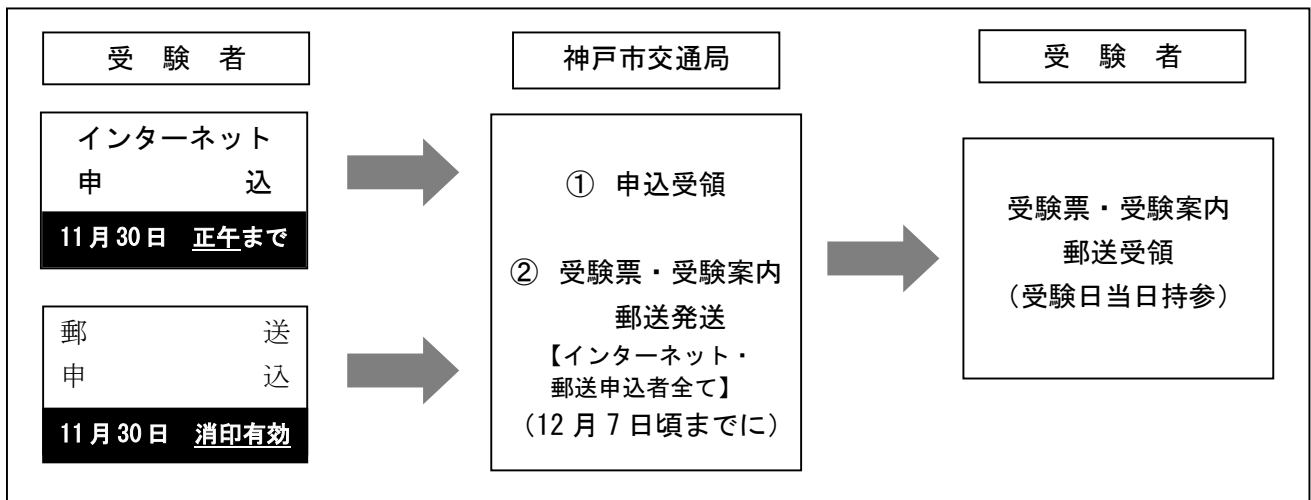 受験者
インターネット
申込
11月30日 正午まで
郵送
申込
11月30日 消印有効
神戸市交通局
① 申込受領
② 受験票・受験案内
郵送発送
【インターネット・
郵送申込者全て】
（12月7日頃までに）
受験者
受験票・受験案内
郵送受領
（受験日当日持参）